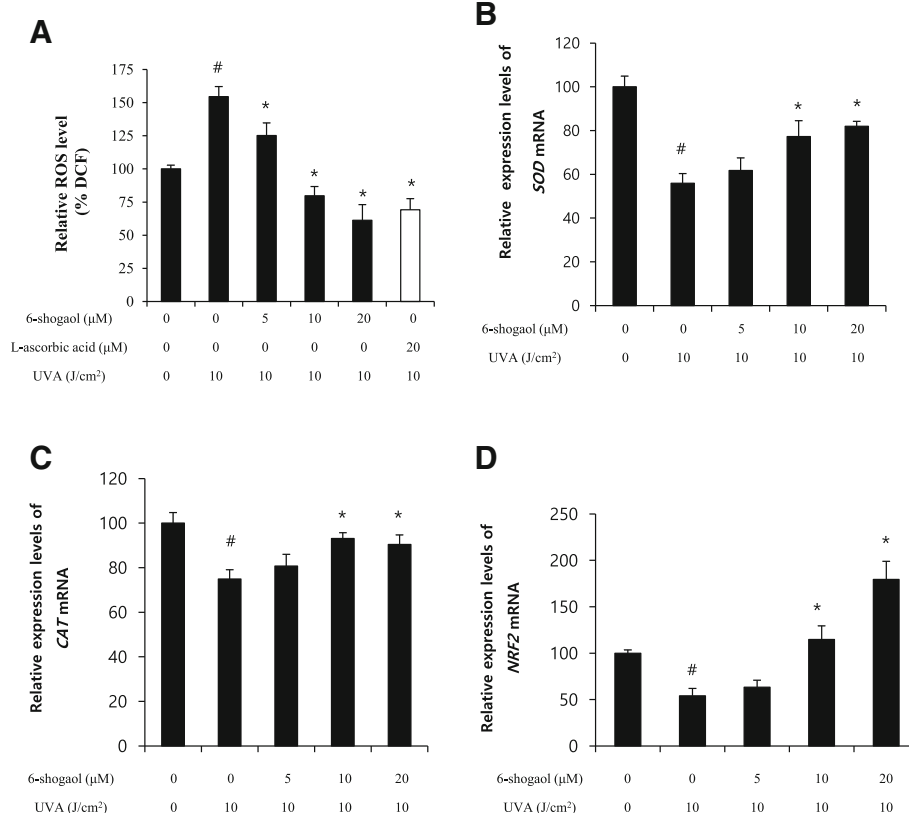 A
Relative ROS level
(% DCF)
175
150
125
100
75
50
25
0
#
*
*
*
*
6-shogaol (μM) 0 0 5 10 20 0
L-ascorbic acid (μM) 0 0 0 0 0 20
UVA (J/cm²) 0 10 10 10 10 10
B
Relative expression levels of
SOD mRNA
120
100
80
60
40
20
0
#
*
*
6-shogaol (μM) 0 0 5 10 20
UVA (J/cm²) 0 10 10 10 10
C
Relative expression levels of
CAT mRNA
120
100
80
60
40
20
0
#
*
*
6-shogaol (μM) 0 0 5 10 20
UVA (J/cm²) 0 10 10 10 10
D
Relative expression levels of
NRF2 mRNA
250
200
150
100
50
0
#
*
*
6-shogaol (μM) 0 0 5 10 20
UVA (J/cm²) 0 10 10 10 10